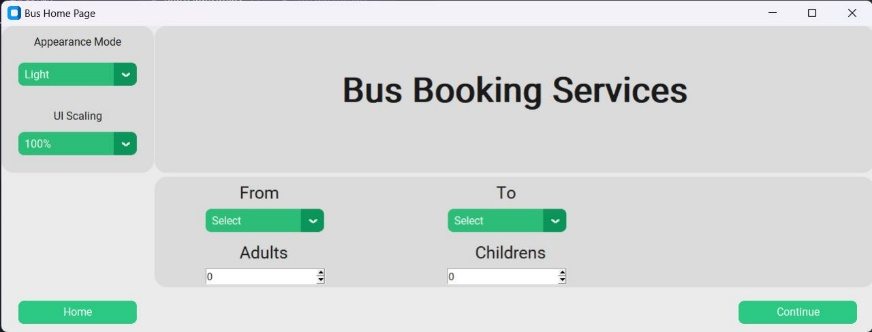 Bus Home Page
Appearance Mode
Light
UI Scaling
100%
Bus Booking Services
From To
Select Select
Adults Childrens
0 0
Home Continue